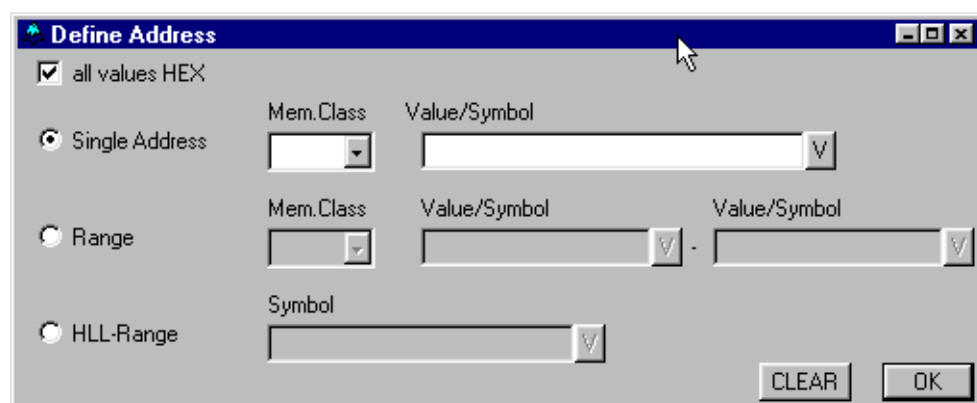 Define Address
all values HEX
Mem.Class Value/Symbol
Single Address V
Mem.Class Value/Symbol Value/Symbol
Range V - V
Symbol
HLL-Range V
CLEAR OK